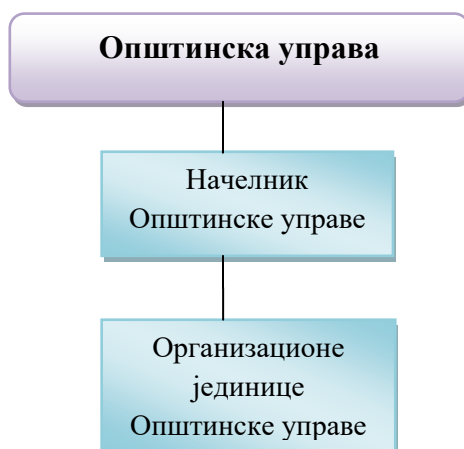 Општинска управа
Начелник
Општинске управе
Организационе
јединице
Општинске управе